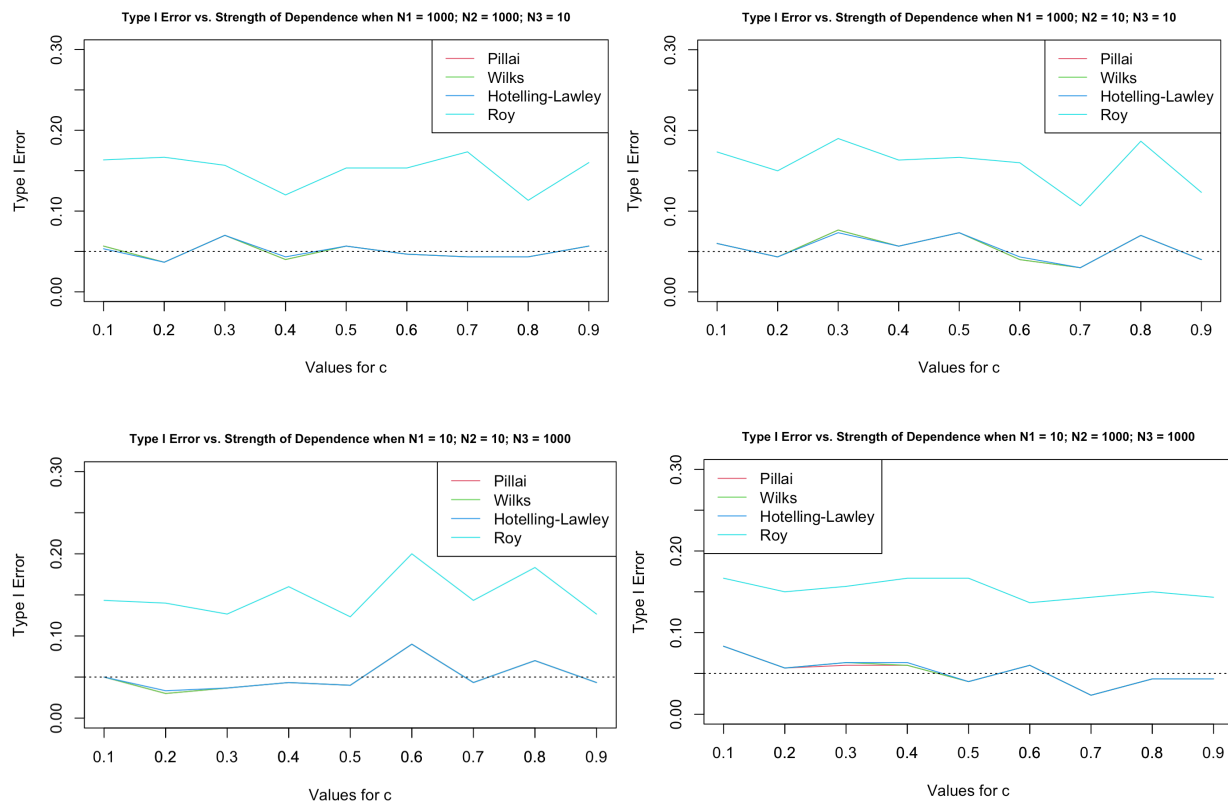 Type I Error vs. Strength of Dependence when N1 = 1000; N2 = 1000; N3 = 10
Type I Error
0.00 0.10 0.20 0.30
Pillai
Wilks
Hotelling-Lawley
Roy
0.1 0.2 0.3 0.4 0.5 0.6 0.7 0.8 0.9
Values for c
Type I Error vs. Strength of Dependence when N1 = 1000; N2 = 10; N3 = 10
Type I Error
0.00 0.10 0.20 0.30
Pillai
Wilks
Hotelling-Lawley
Roy
0.1 0.2 0.3 0.4 0.5 0.6 0.7 0.8 0.9
Values for c
Type I Error vs. Strength of Dependence when N1 = 10; N2 = 10; N3 = 1000
Type I Error
0.00 0.10 0.20 0.30
Pillai
Wilks
Hotelling-Lawley
Roy
0.1 0.2 0.3 0.4 0.5 0.6 0.7 0.8 0.9
Values for c
Type I Error vs. Strength of Dependence when N1 = 10; N2 = 1000; N3 = 1000
Type I Error
0.00 0.10 0.20 0.30
Pillai
Wilks
Hotelling-Lawley
Roy
0.1 0.2 0.3 0.4 0.5 0.6 0.7 0.8 0.9
Values for c